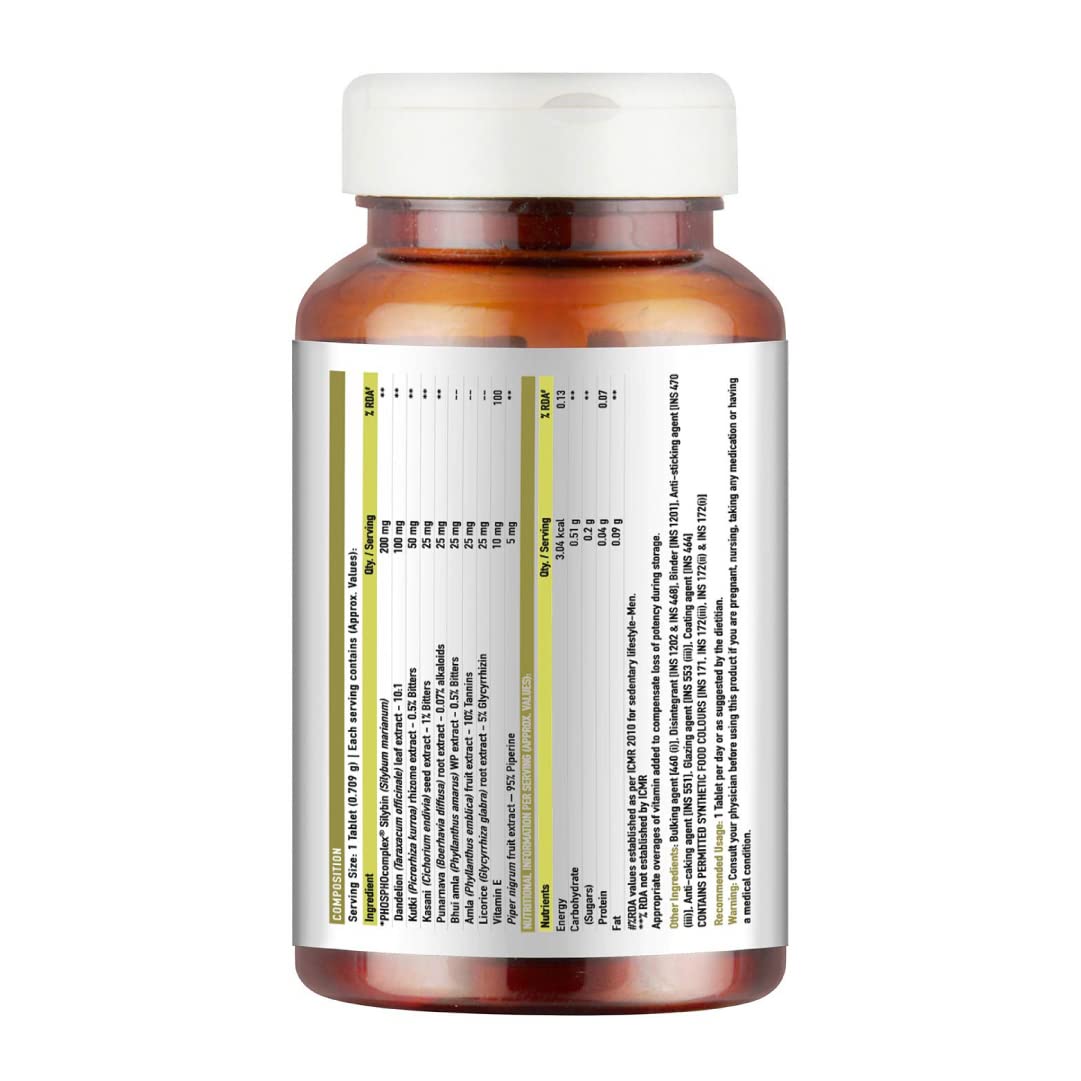 COMPOSITION
Serving Size: 1 Tablet (0.709 g) | Each serving contains (Approx. Values):
Ingredient Qty. / Serving % RDA#
*PHOSPHOcomplex® Silybin (Silybum marianum) 200 mg **
Dandelion (Taraxacum officinale) leaf extract - 10:1 100 mg **
Kutki (Picrorhiza kurroa) rhizome extract - 0.5% Bitters 50 mg **
Kasani (Cichorium endivia) seed extract - 1% Bitters 25 mg **
Punarnava (Boerhavia diffusa) root extract - 0.07% alkaloids 25 mg **
Bhui amla (Phyllanthus amarus) WP extract - 0.5% Bitters 25 mg --
Amla (Phyllanthus emblica) fruit extract - 10% Tannins 25 mg --
Licorice (Glycyrrhiza glabra) root extract - 5% Glycyrrhizin 25 mg --
Vitamin E 10 mg 100
Piper nigrum fruit extract — 95% Piperine 5 mg **
NUTRITIONAL INFORMATION PER SERVING (APPROX. VALUES):
Nutrients Qty. / Serving % RDA#
Energy 3.04 kcal 0.13
Carbohydrate 0.51 g **
(Sugars) 0.2 g **
Protein 0.04 g 0.07
Fat 0.09 g **
#%RDA values established as per ICMR 2010 for sedentary lifestyle-Men.
**% RDA not established by ICMR
Appropriate overages of vitamin added to compensate loss of potency during storage.
Other Ingredients: Bulking agent [460 (i)], Disintegrant [INS 1202 & INS 468], Binder [INS 1201], Anti-sticking agent [INS 470
(iii)], Anti-caking agent [INS 551], Glazing agent [INS 553 (iii)], Coating agent [INS 464]
CONTAINS PERMITTED SYNTHETIC FOOD COLOURS [INS 171, INS 172(iii), INS 172(ii) & INS 172(i)]
Recommended Usage: 1 Tablet per day or as suggested by the dietitian.
Warning: Consult your physician before using this product if you are pregnant, nursing, taking any medication or having
a medical condition.